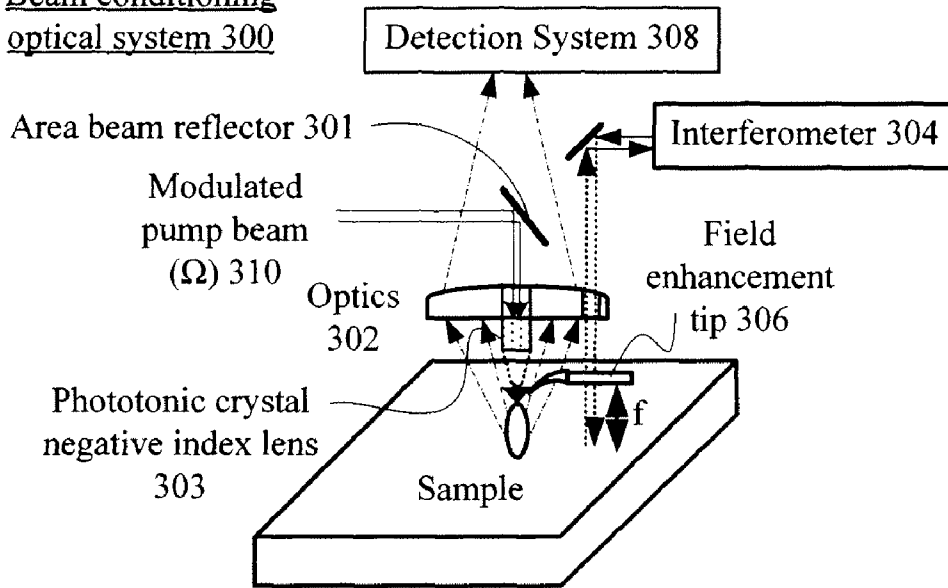 Beam conditioning
optical system 300
Detection System 308
Area beam reflector 301
Interferometer 304
Modulated
pump beam
(Ω) 310
Field
enhancement
tip 306
Optics
302
f
Phototonic crystal
negative index lens
303
Sample